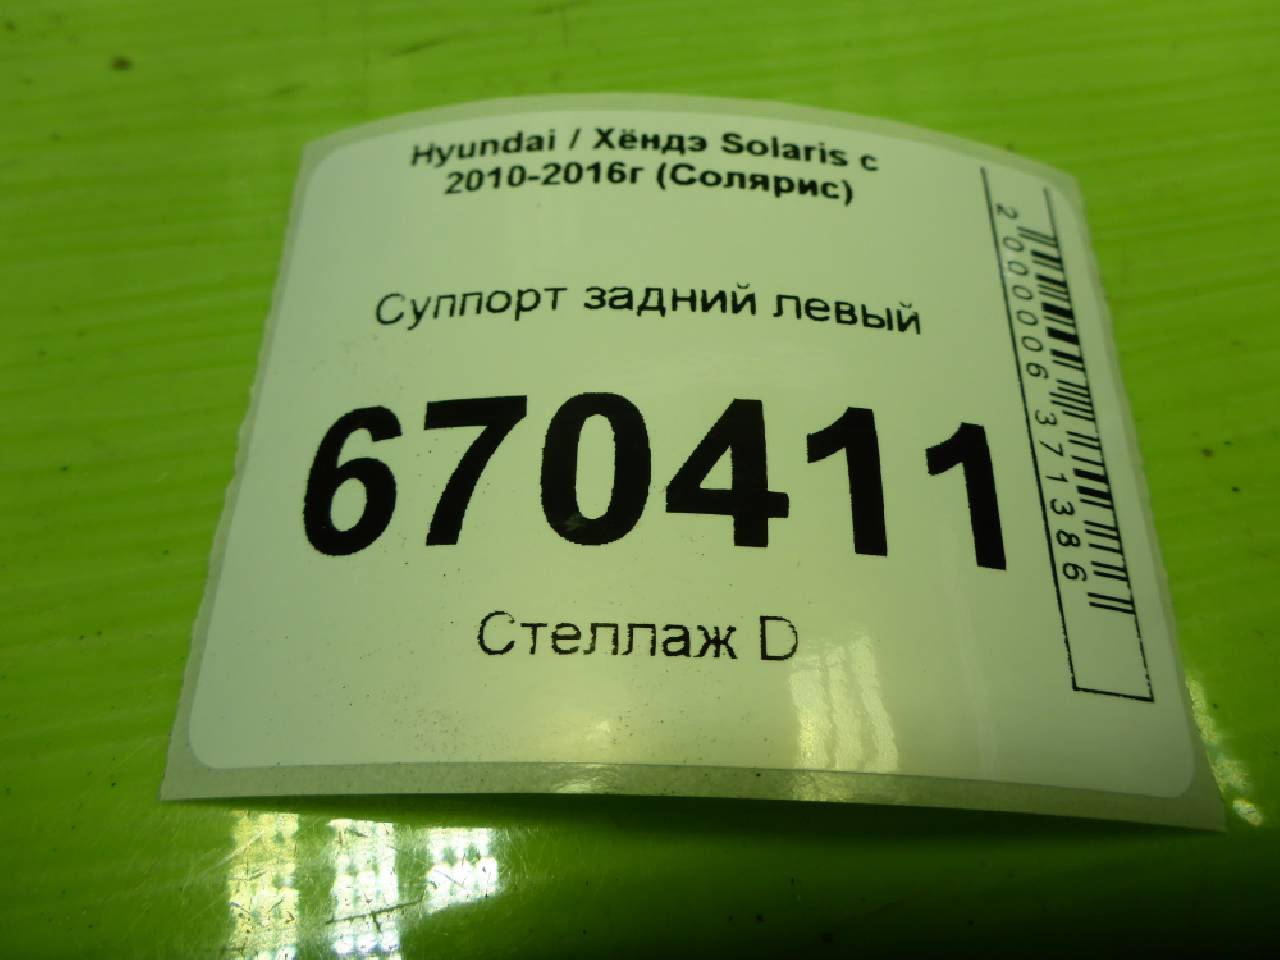 Hyundai / Хёндэ Solaris с
2010-2016г (Солярис)
Суппорт задний левый
670411
Стеллаж D
2000006371386